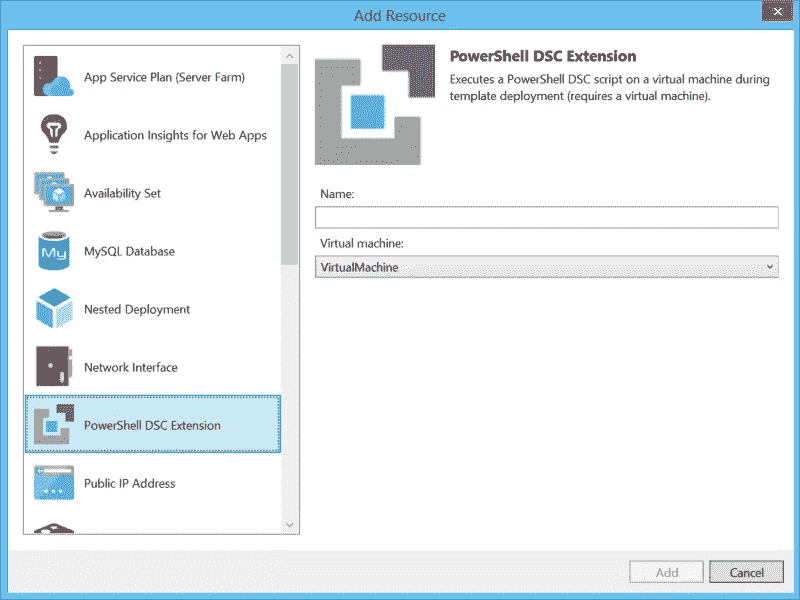 Add Resource
App Service Plan (Server Farm)
Application Insights for Web Apps
Availability Set
My
MySQL Database
Nested Deployment
Network Interface
PowerShell DSC Extension
Public IP Address
PowerShell DSC Extension
Executes a PowerShell DSC script on a virtual machine during
template deployment (requires a virtual machine).
Name:
Virtual machine:
VirtualMachine
Add
Cancel